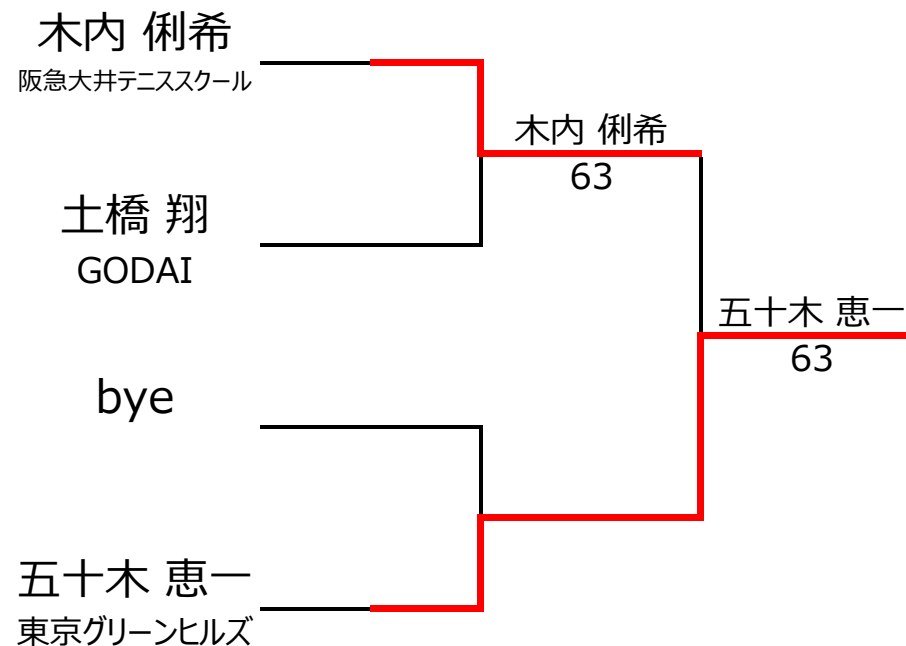 木内 俐希
阪急大井テニススクール
木内 俐希
63
土橋 翔
GODAI
五十木 恵一
63
bye
五十木 恵一
東京グリーンヒルズ